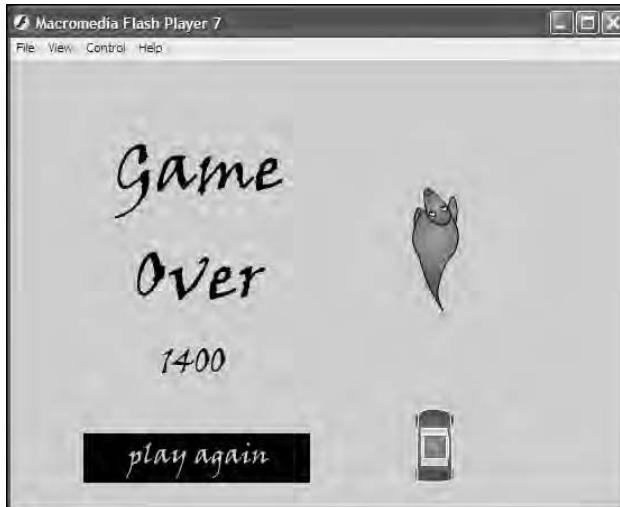 Macromedia Flash Player 7
File View Control Help
Game
Over
1400
play again